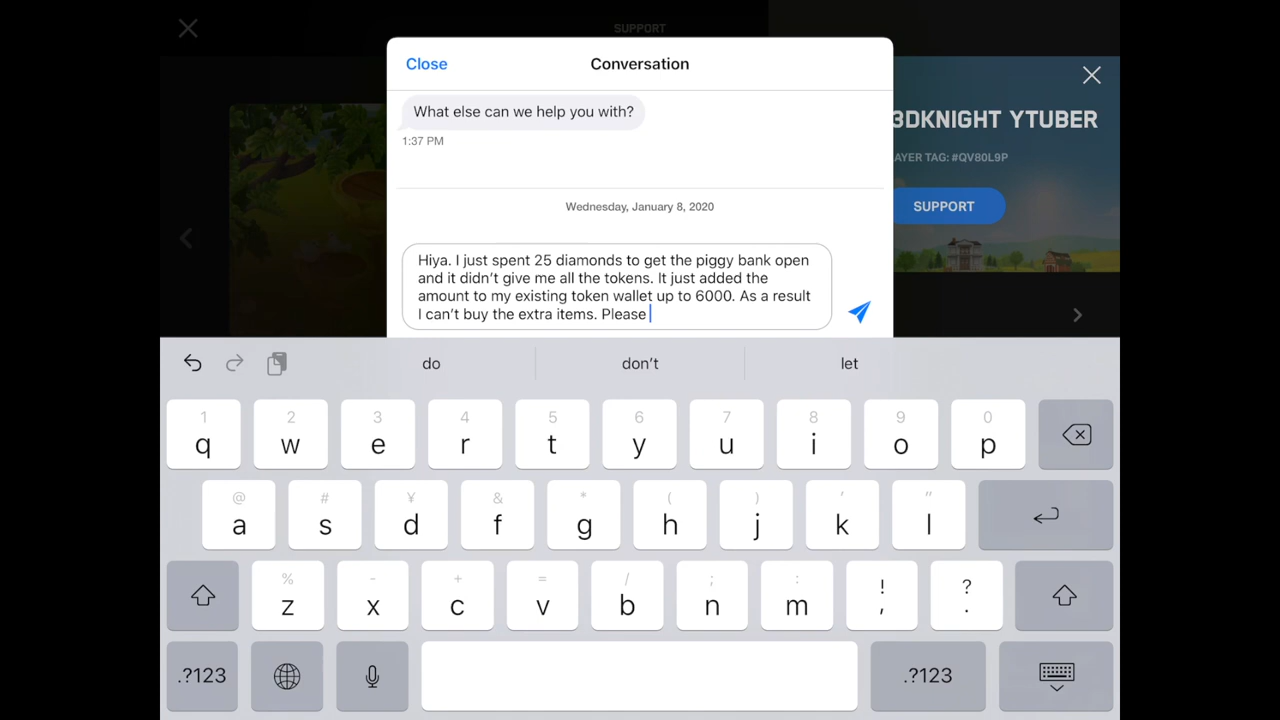 SUPPORT
Close
Conversation
What else can we help you with?
1:37 PM
3DKNIGHT YTUBER
AYER TAG: #QV80L9P
SUPPORT
Wednesday, January 8, 2020
Hiya. I just spent 25 diamonds to get the piggy bank open
and it didn't give me all the tokens. It just added the
amount to my existing token wallet up to 6000. As a result
I can't buy the extra items. Please
do don't let
1 2 3 4 5 6 7 8 9 0
q w e r t y u i o p
@ # ¥ & * ( ) ' "
a s d f g h j k l
% - + = / ; : ! ?
z x c v b n m , .
.?123 .?123